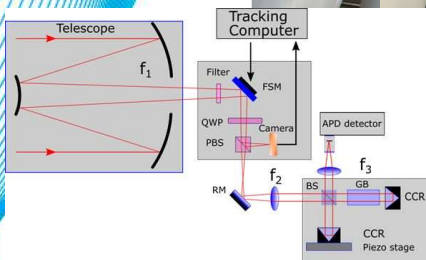 Telescope
f1
Tracking
Computer
Filter
FSM
QWP
Camera
PBS
RM
f2
APD detector
f3
BS
GB
CCR
CCR
Piezo stage